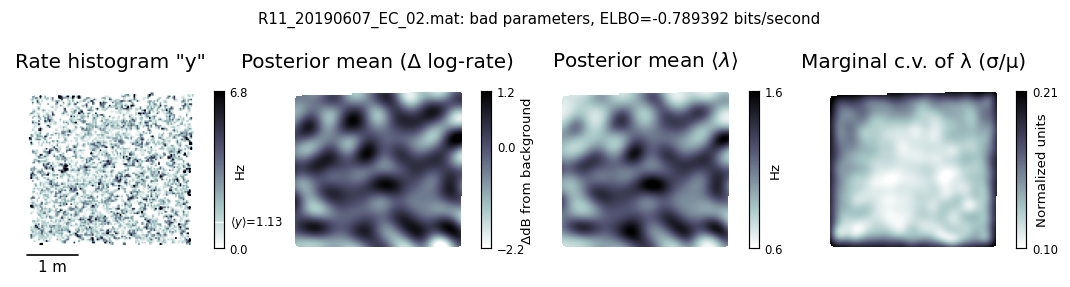 R11_20190607_EC_02.mat: bad parameters, ELBO=-0.789392 bits/second
Rate histogram "y"
6.8
Hz
⟨y⟩=1.13
0.0
1 m
Posterior mean (Δ log-rate)
1.2
0.0
−2.2
ΔdB from background
Posterior mean ⟨λ⟩
1.6
Hz
0.6
Marginal c.v. of λ (σ/μ)
0.21
Normalized units
0.10